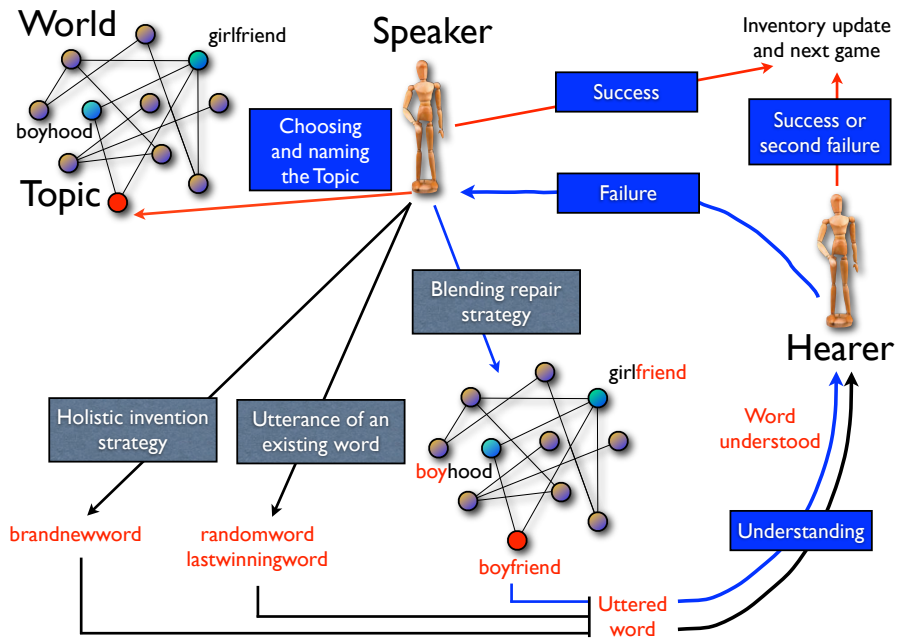 World
girlfriend
boyhood
Topic
Speaker
Choosing
and naming
the Topic
Success
Inventory update
and next game
Success or
second failure
Failure
Blending repair
strategy
Hearer
Holistic invention
strategy
Utterance of an
existing word
girlfriend
boyhood
boyfriend
Word
understood
Understanding
brandnewword
randomword
lastwinningword
Uttered
word